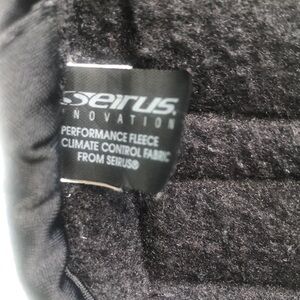 seirus.
INNOVATION
PERFORMANCE FLEECE
CLIMATE CONTROL FABRIC
FROM SEIRUS®